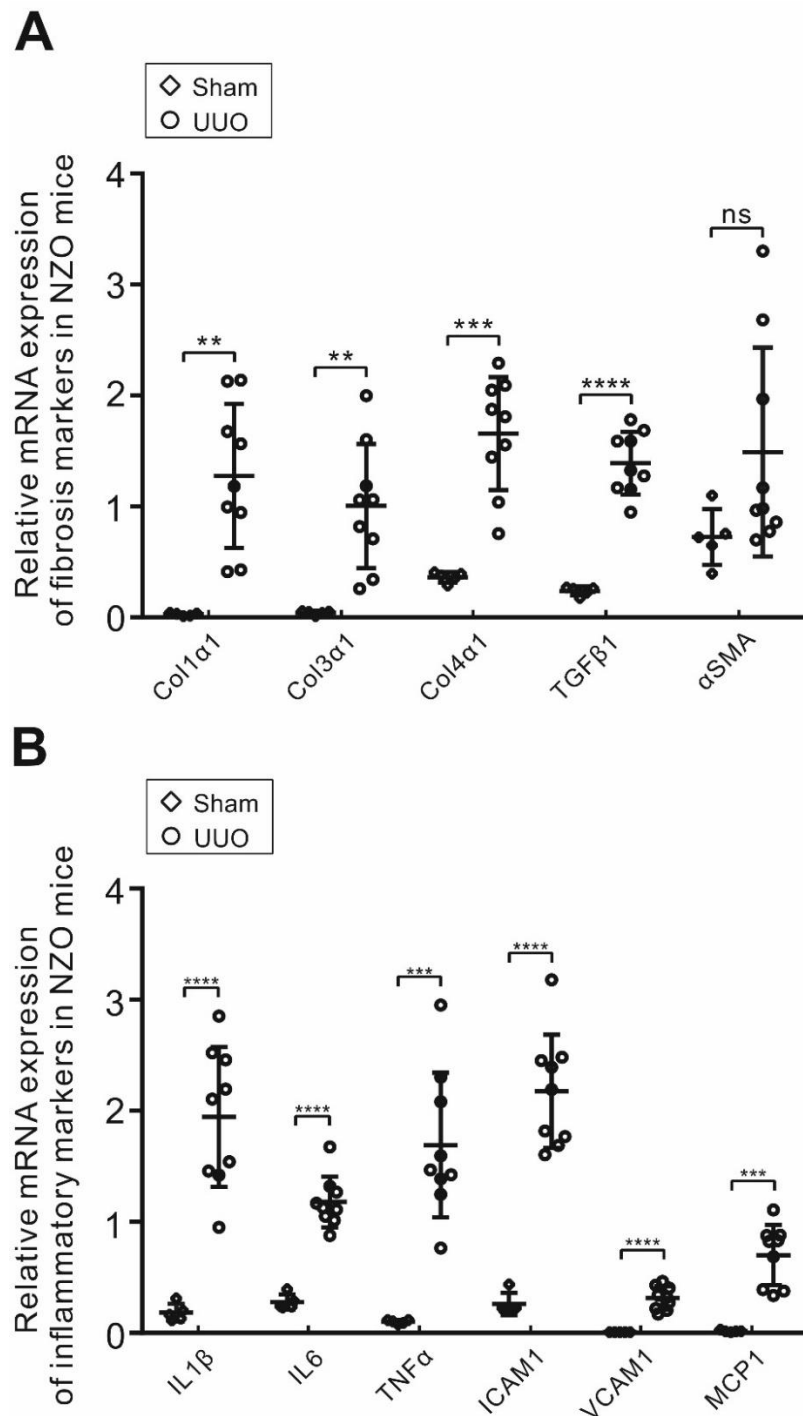 A
Sham
UUO
Relative mRNA expression
of fibrosis markers in NZO mice
4
3
2
1
0
**
**
***
****
ns
Col1α1
Col3α1
Col4α1
TGFβ1
αSMA
B
Sham
UUO
Relative mRNA expression
of inflammatory markers in NZO mice
4
3
2
1
0
****
****
***
****
****
***
IL1β
IL6
TNFα
ICAM1
VCAM1
MCP1